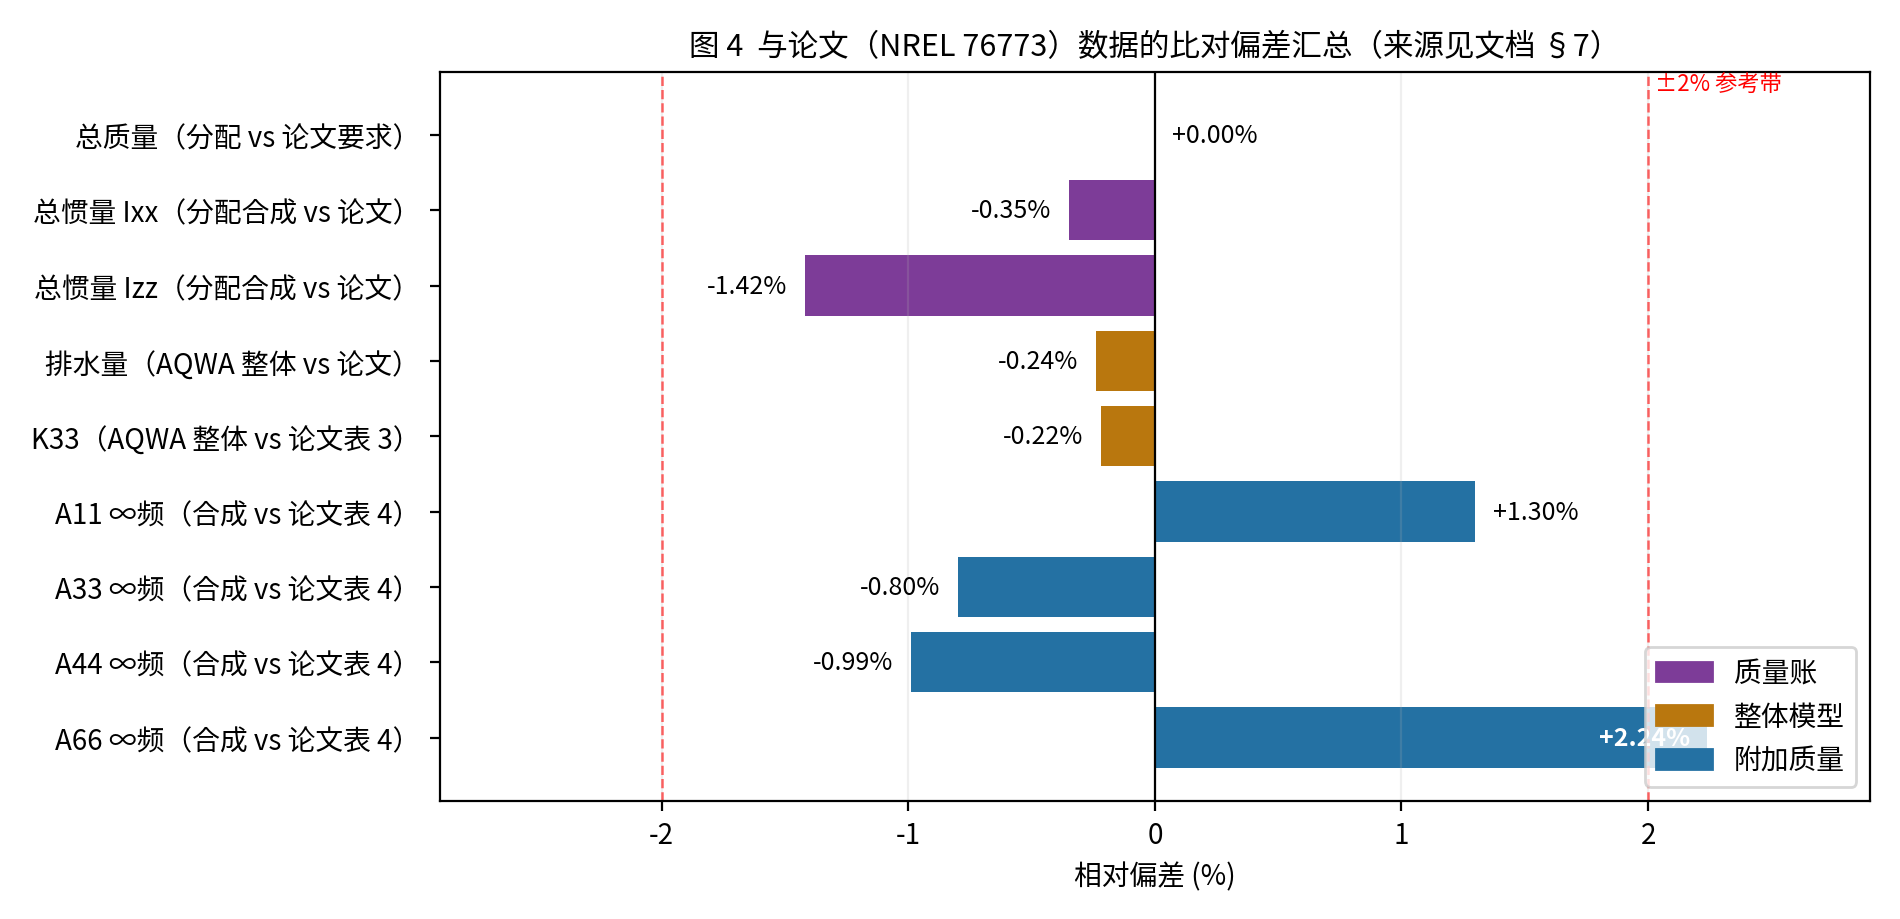 图 4 与论文（NREL 76773）数据的比对偏差汇总（来源见文档 §7）
±2% 参考带
总质量（分配 vs 论文要求） +0.00%
总惯量 Ixx（分配合成 vs 论文） -0.35%
总惯量 Izz（分配合成 vs 论文） -1.42%
排水量（AQWA 整体 vs 论文） -0.24%
K33（AQWA 整体 vs 论文表 3） -0.22%
A11 ∞频（合成 vs 论文表 4） +1.30%
A33 ∞频（合成 vs 论文表 4） -0.80%
A44 ∞频（合成 vs 论文表 4） -0.99%
A66 ∞频（合成 vs 论文表 4） +2.24%
质量账
整体模型
附加质量
-2 -1 0 1 2
相对偏差 (%)